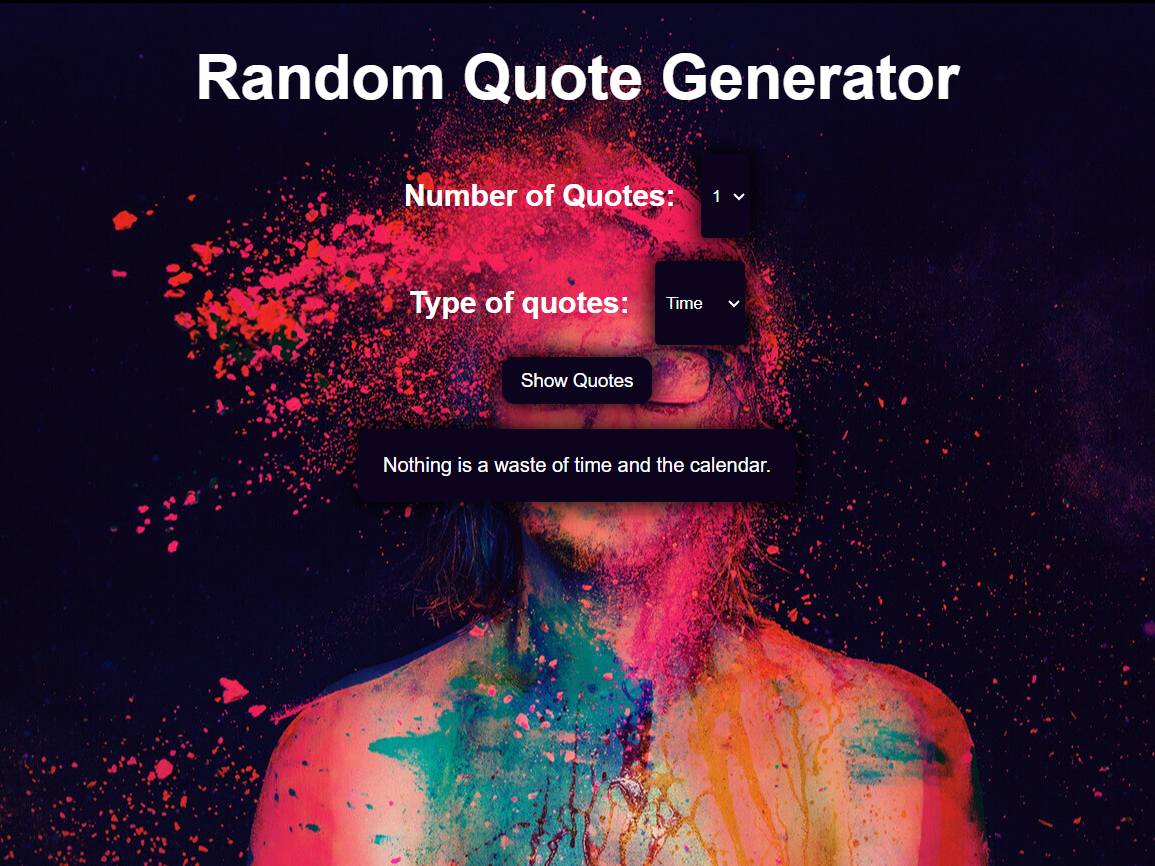 Random Quote Generator
Number of Quotes: 1
Type of quotes: Time
Show Quotes
Nothing is a waste of time and the calendar.